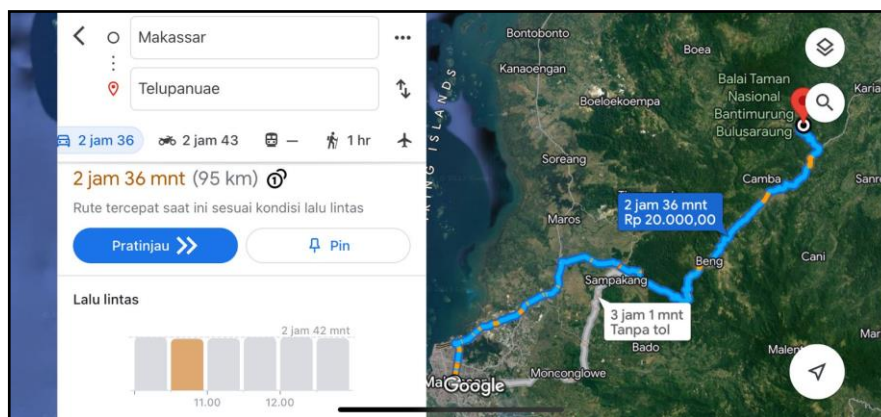 Makassar
Telupanuae
2 jam 36
2 jam 43
—
1 hr
2 jam 36 mnt (95 km)
Rute tercepat saat ini sesuai kondisi lalu lintas
Pratinjau
Pin
Lalu lintas
2 jam 42 mnt
11.00
12.00
Bontobonto
Kanaoengan
Boea
Balai Taman
Nasional
Bantimurung
Bulusaraung
Karia
Boeloekoempa
Soreang
Camba
2 jam 36 mnt
Rp 20.000,00
Maros
Cani
Beng
Sampakang
3 jam 1 mnt
Tanpa tol
Bado
Moncongloe
Google